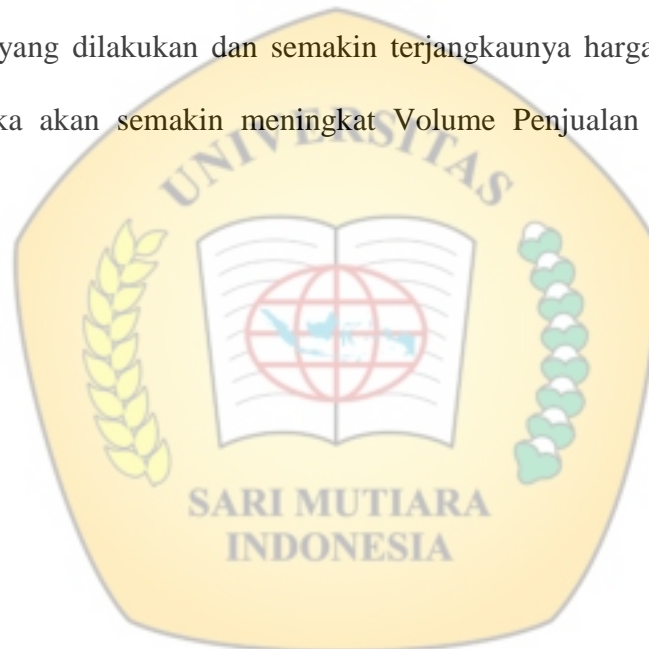 yang dilakukan dan semakin terjangkaunya harga
ka akan semakin meningkat Volume Penjualan
UNIVERSITAS
SARI MUTIARA
INDONESIA